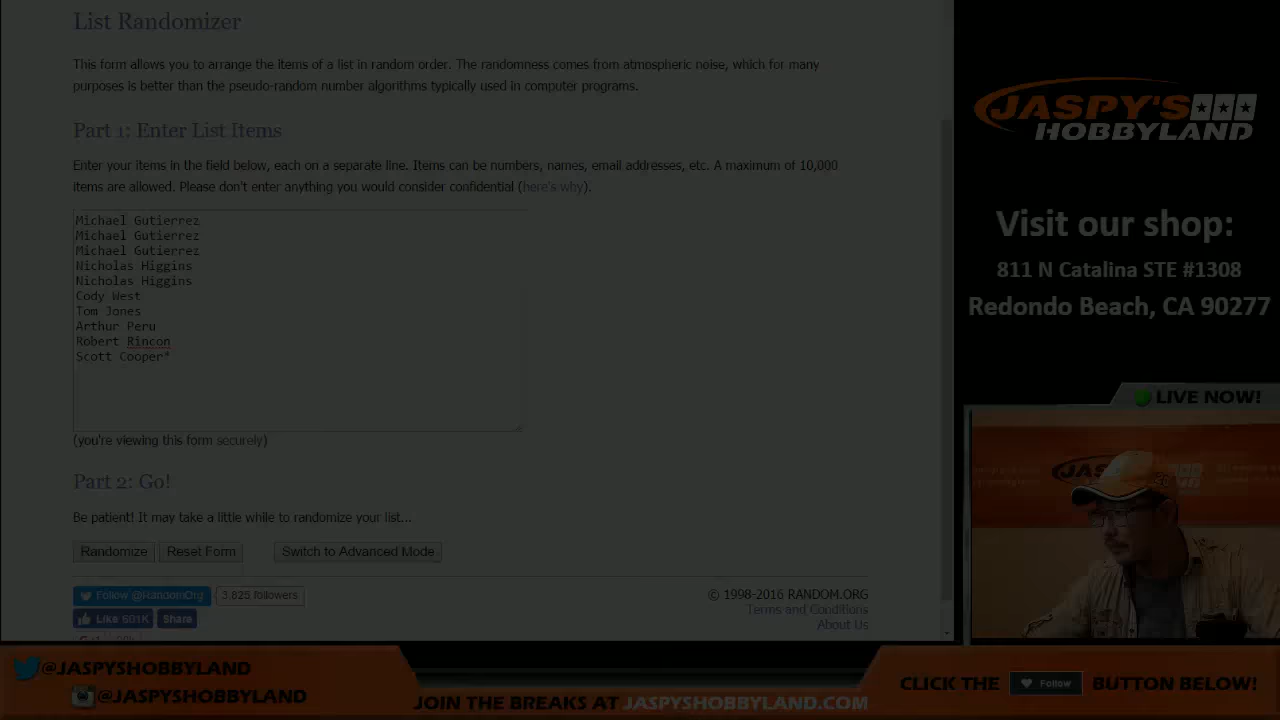 List Randomizer
This form allows you to arrange the items of a list in random order. The randomness comes from atmospheric noise, which for many
purposes is better than the pseudo-random number algorithms typically used in computer programs.
Part 1: Enter List Items
Enter your items in the field below, each on a separate line. Items can be numbers, names, email addresses, etc. A maximum of 10,000
items are allowed. Please don't enter anything you would consider confidential (here's why).
Michael Gutierrez
Michael Gutierrez
Michael Gutierrez
Nicholas Higgins
Nicholas Higgins
Cody West
Tom Jones
Arthur Peru
Robert Rincon
Scott Cooper*
(you're viewing this form securely)
Part 2: Go!
Be patient! It may take a little while to randomize your list...
Randomize Reset Form Switch to Advanced Mode
Follow @RandomOrg 3,825 followers
Like 601K Share
© 1998-2016 RANDOM.ORG
Terms and Conditions
About Us
JASPY'S
HOBBYLAND
Visit our shop:
811 N Catalina STE #1308
Redondo Beach, CA 90277
LIVE NOW!
@JASPYSHOBBYLAND
@JASPYSHOBBYLAND
JOIN THE BREAKS AT JASPYSHOBBYLAND.COM
CLICK THE Follow BUTTON BELOW!